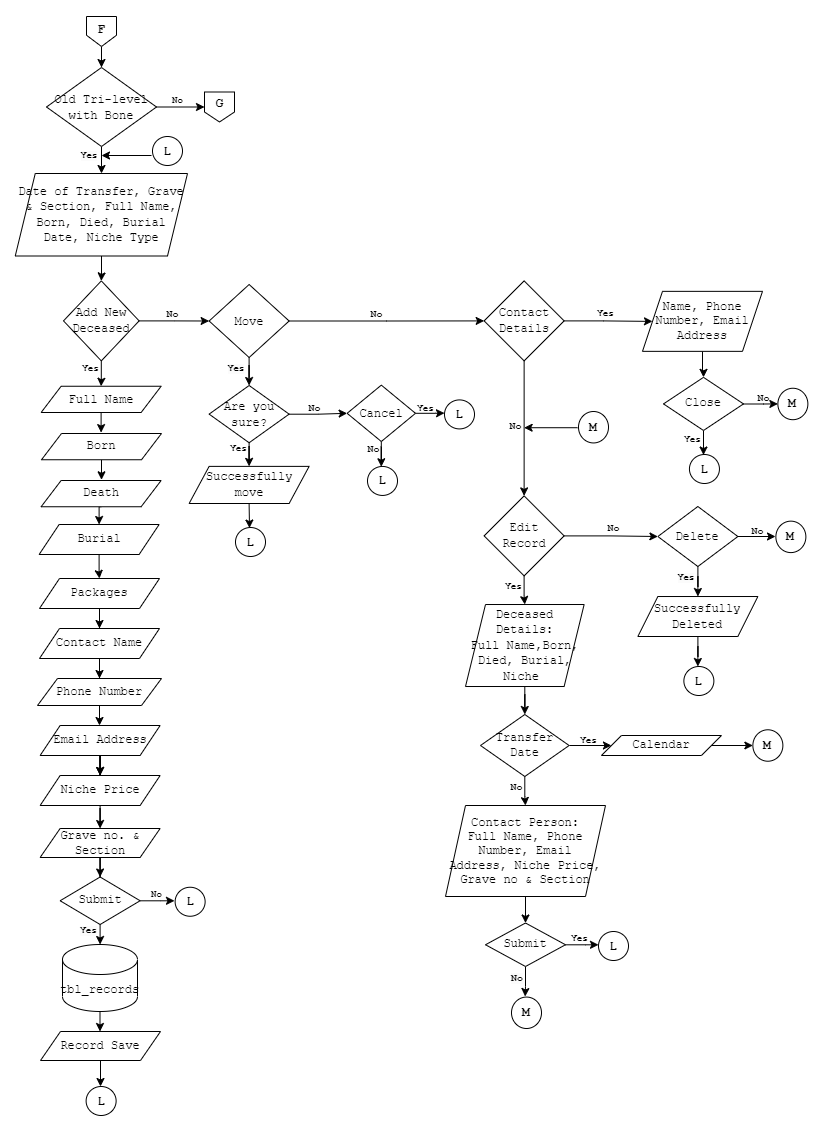 F
Old Tri-level
with Bone
No
G
Yes
L
Date of Transfer, Grave
& Section, Full Name,
Born, Died, Burial
Date, Niche Type
Add New
Deceased
No
Move
No
Contact
Details
Yes
Name, Phone
Number, Email
Address
Yes
Full Name
Born
Death
Burial
Packages
Contact Name
Phone Number
Email Address
Niche Price
Grave no. &
Section
Submit
No
L
Yes
tbl_records
Record Save
L
Yes
Are you
sure?
No
Cancel
Yes
L
No
L
Yes
Successfully
move
L
Close
No
M
Yes
L
No
M
Edit
Record
No
Delete
No
M
Yes
Successfully
Deleted
L
Yes
Deceased
Details:
Full Name,Born,
Died, Burial,
Niche
Transfer
Date
Yes
Calendar
M
No
Contact Person:
Full Name, Phone
Number, Email
Address, Niche Price,
Grave no & Section
Submit
Yes
L
No
M